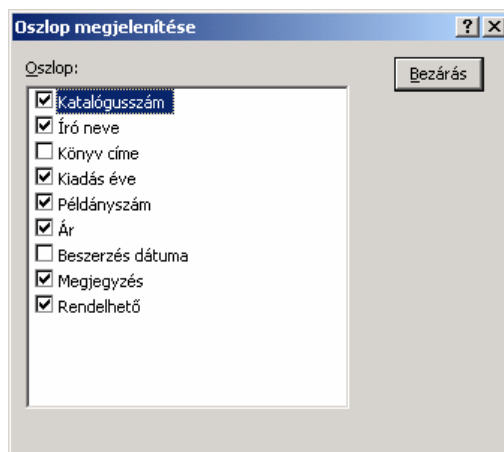 Oszlop megjelenítése
Oszlop:
Bezárás
Katalógusszám
Író neve
Könyv címe
Kiadás éve
Példányszám
Ár
Beszerzés dátuma
Megjegyzés
Rendelhető